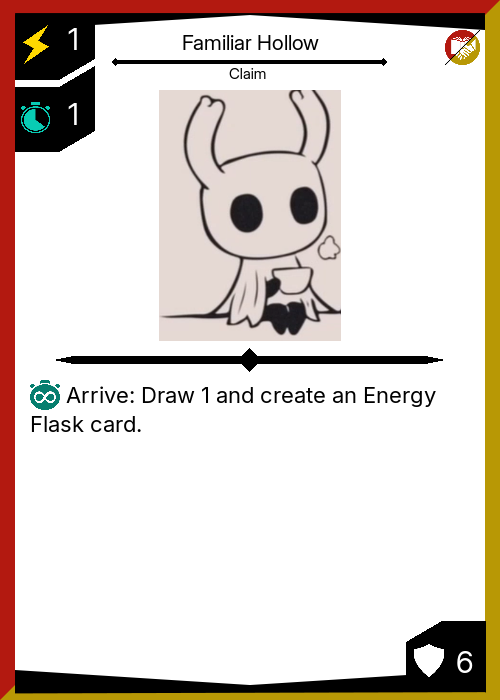 1
Familiar Hollow
Claim
1
Arrive: Draw 1 and create an Energy
Flask card.
6